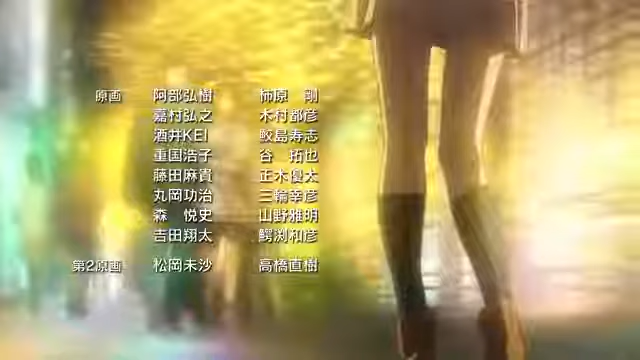 原画 阿部弘樹 柿原 剛
嘉村弘之 木村都彦
酒井KEI 鮫島寿志
重国浩子 谷 拓也
藤田麻貴 正木優太
丸岡功治 三輪幸彦
森 悦史 山野雅明
吉田翔太 鰐渕和彦
第2原画 松岡未沙 高橋直樹